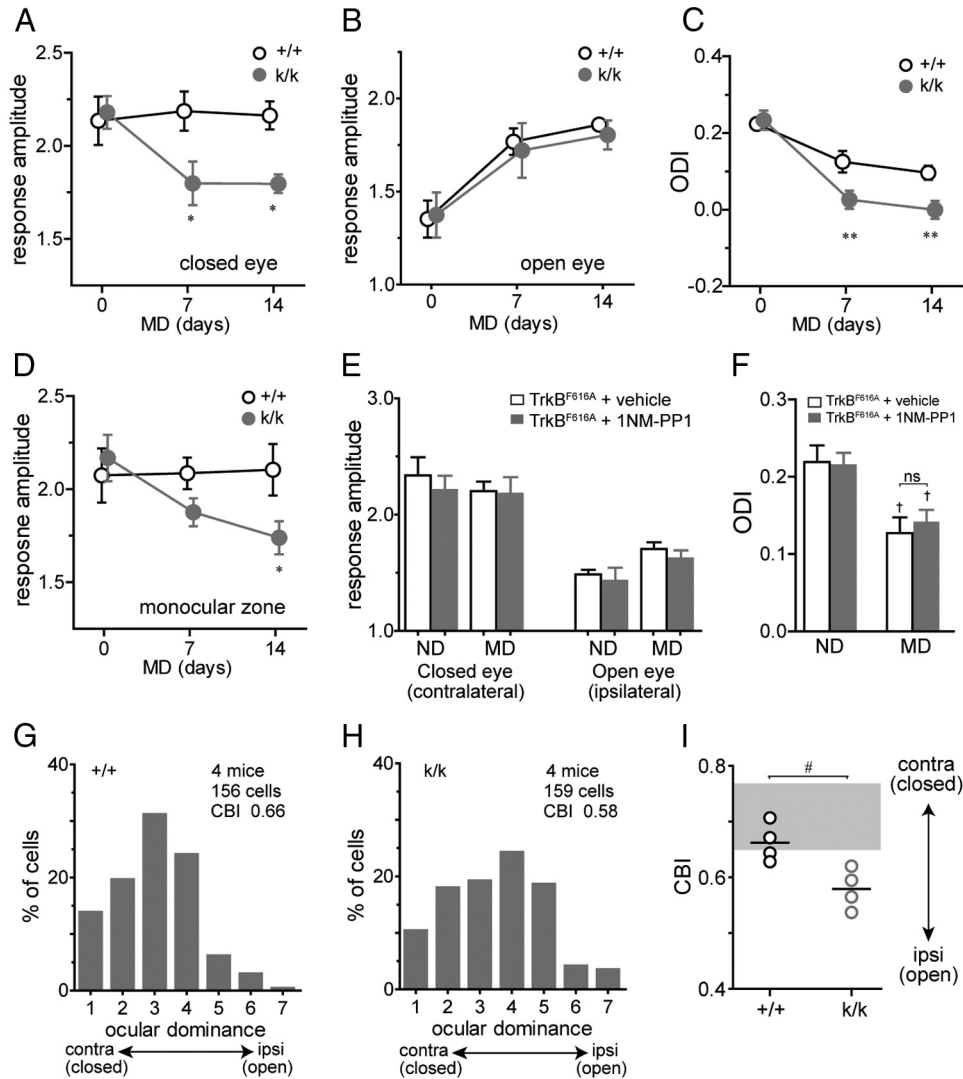 A
2.5
2.0
1.5
response amplitude
+/+
k/k
*
*
closed eye
0
7
14
MD (days)
B
2.0
1.5
1.0
response amplitude
+/+
k/k
open eye
0
7
14
MD (days)
C
0.4
0.2
0.0
-0.2
ODI
+/+
k/k
**
**
0
7
14
MD (days)
D
2.5
2.0
1.5
resposne amplitude
+/+
k/k
*
monocular zone
0
7
14
MD (days)
E
3.0
2.0
1.0
response amplitude
TrkBF616A + vehicle
TrkBF616A + 1NM-PP1
ND MD ND MD
Closed eye Open eye
(contralateral) (ipsilateral)
F
0.3
0.2
0.1
0.0
ODI
TrkBF616A + vehicle
TrkBF616A + 1NM-PP1
ns
† †
ND MD
G
40
20
0
% of cells
+/+
4 mice
156 cells
CBI 0.66
1 2 3 4 5 6 7
ocular dominance
contra ipsi
(closed) (open)
H
40
20
0
% of cells
k/k
4 mice
159 cells
CBI 0.58
1 2 3 4 5 6 7
ocular dominance
contra ipsi
(closed) (open)
I
0.8
0.6
0.4
CBI
#
+/+ k/k
contra
(closed)
ipsi
(open)